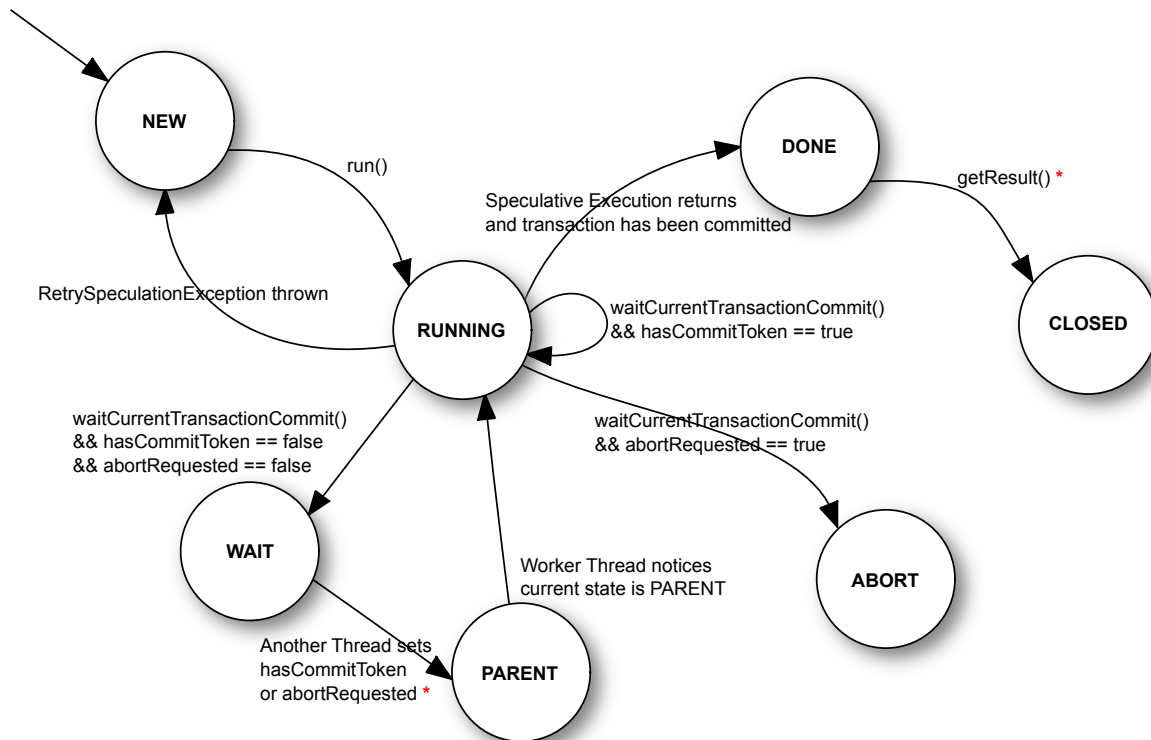 NEW
run()
DONE
getResult() *
Speculative Execution returns
and transaction has been committed
RetrySpeculationException thrown
RUNNING
waitCurrentTransactionCommit()
&& hasCommitToken == true
CLOSED
waitCurrentTransactionCommit()
&& hasCommitToken == false
&& abortRequested == false
waitCurrentTransactionCommit()
&& abortRequested == true
WAIT
Worker Thread notices
current state is PARENT
ABORT
Another Thread sets
hasCommitToken
or abortRequested *
PARENT